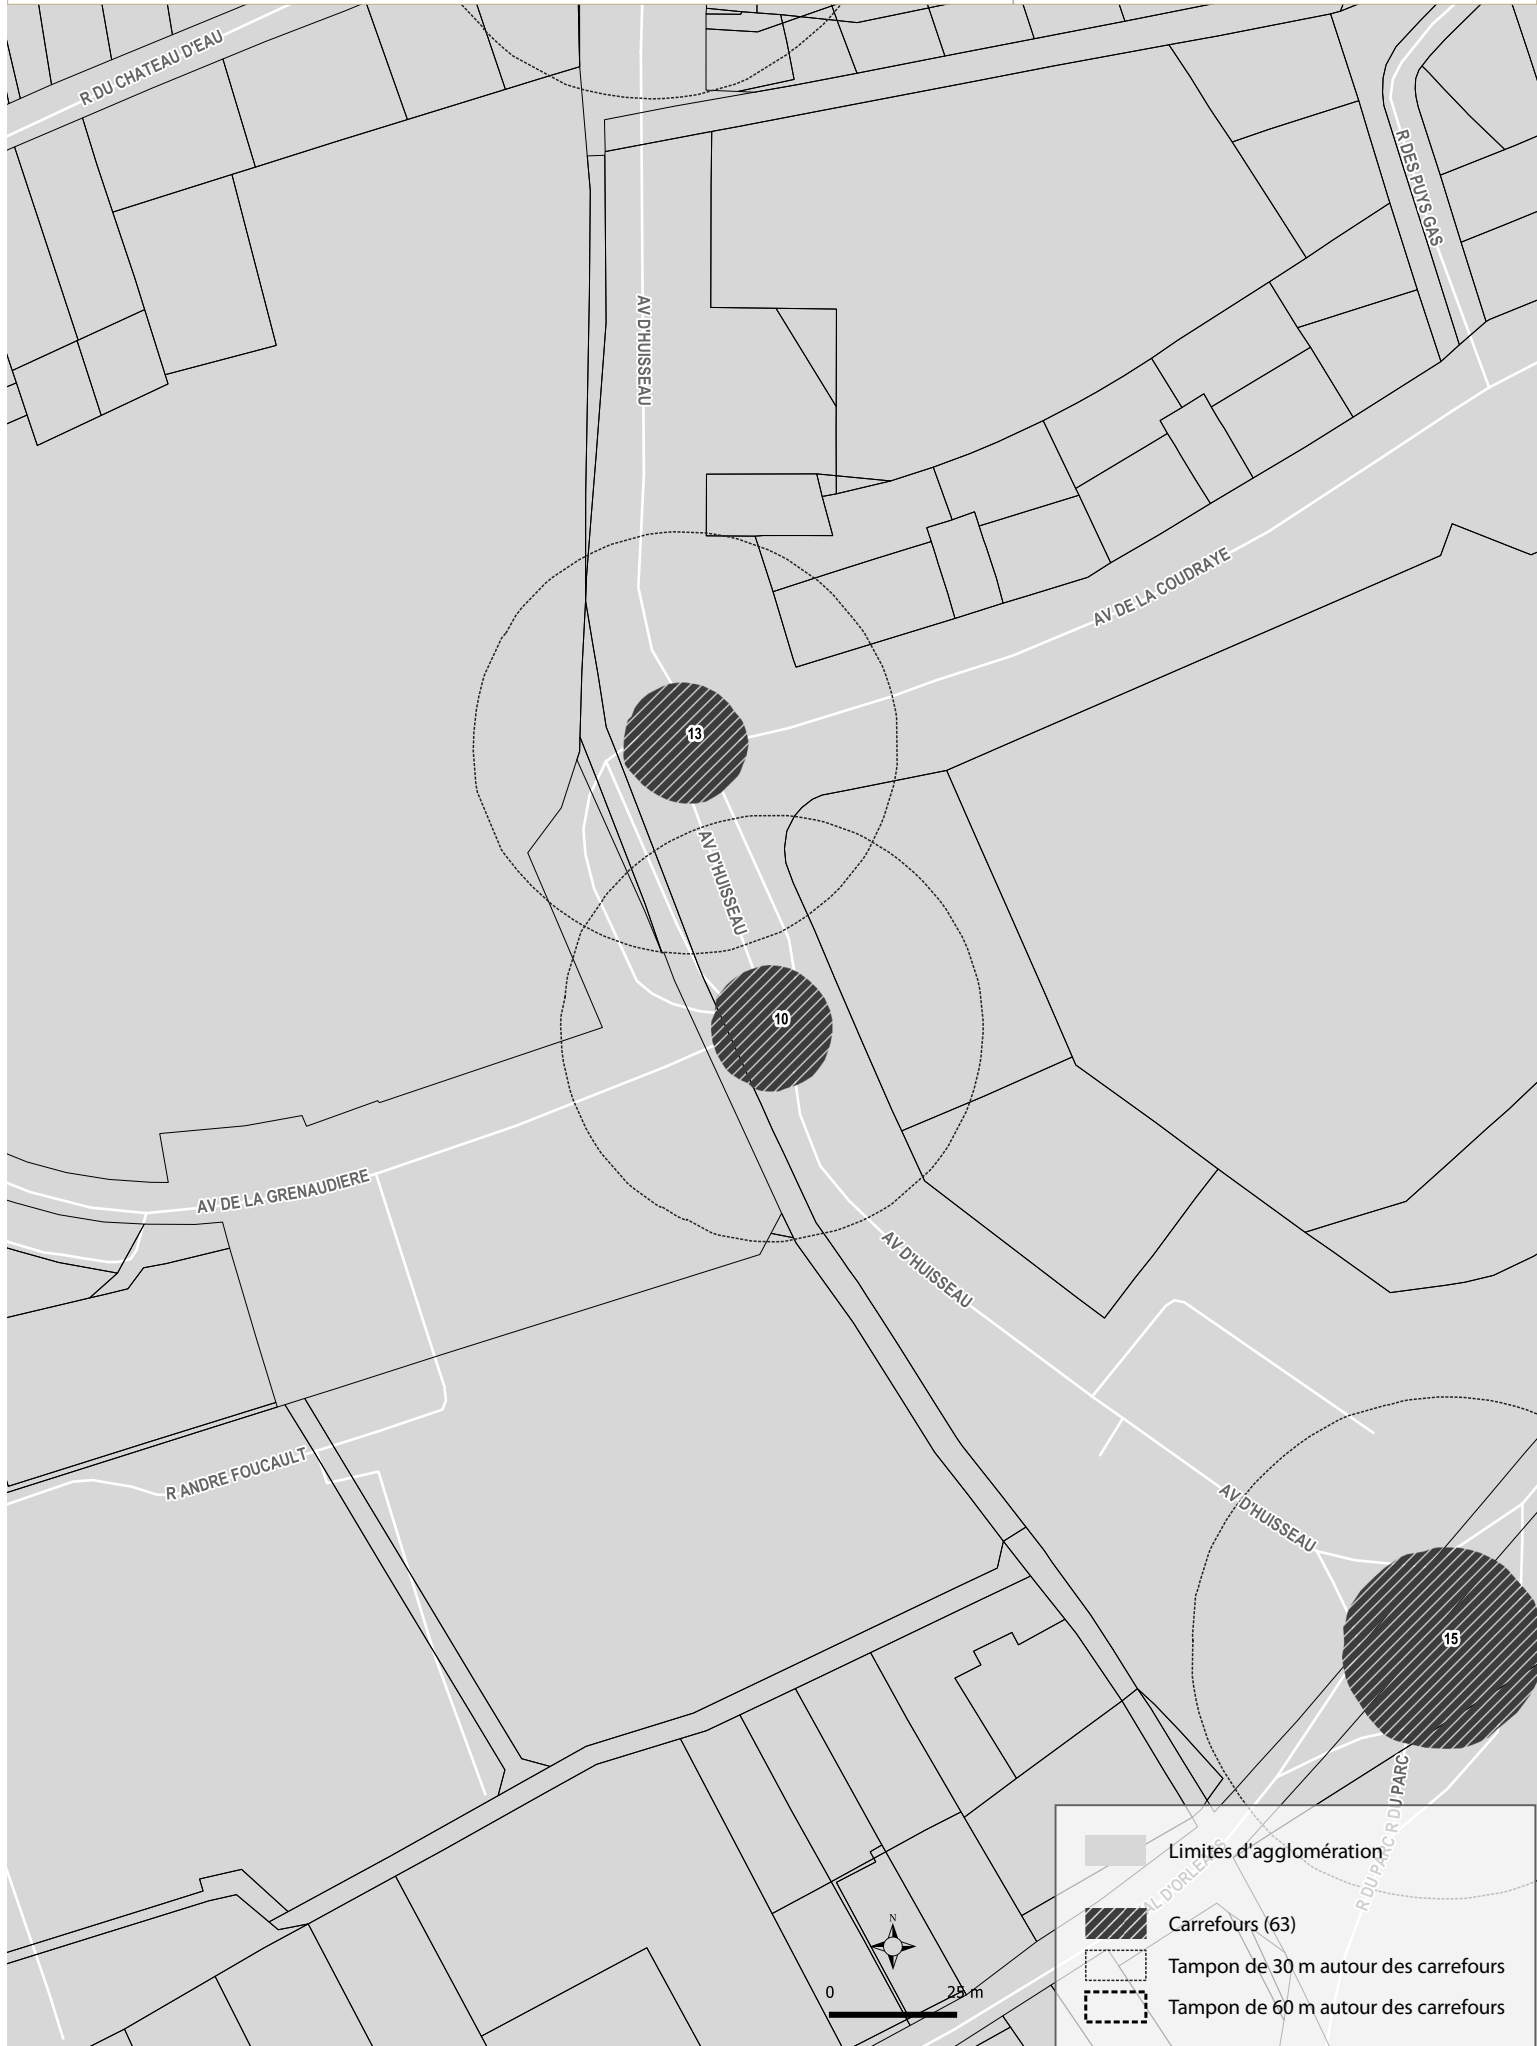 R DU CHATEAU D'EAU
R DES PUYS GAS
AV D'HUISSEAU
AV DE LA COUDRAYE
13
AV D'HUISSEAU
10
AV DE LA GRENAUDIERE
AV D'HUISSEAU
R ANDRE FOUCAULT
AV D'HUISSEAU
15
R DU PARC
R DU PARC
AL D'ORLEANS
Limites d'agglomération
Carrefours (63)
Tampon de 30 m autour des carrefours
Tampon de 60 m autour des carrefours
N
0 25 m